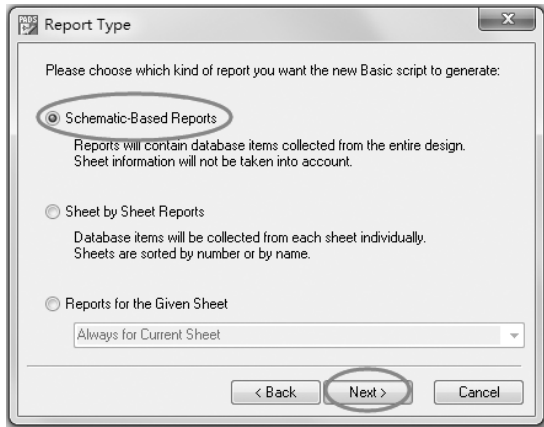 PADS
Report Type
X
Please choose which kind of report you want the new Basic script to generate:
Schematic-Based Reports
Reports will contain database items collected from the entire design.
Sheet information will not be taken into account.
Sheet by Sheet Reports
Database items will be collected from each sheet individually.
Sheets are sorted by number or by name.
Reports for the Given Sheet
Always for Current Sheet
< Back Next > Cancel